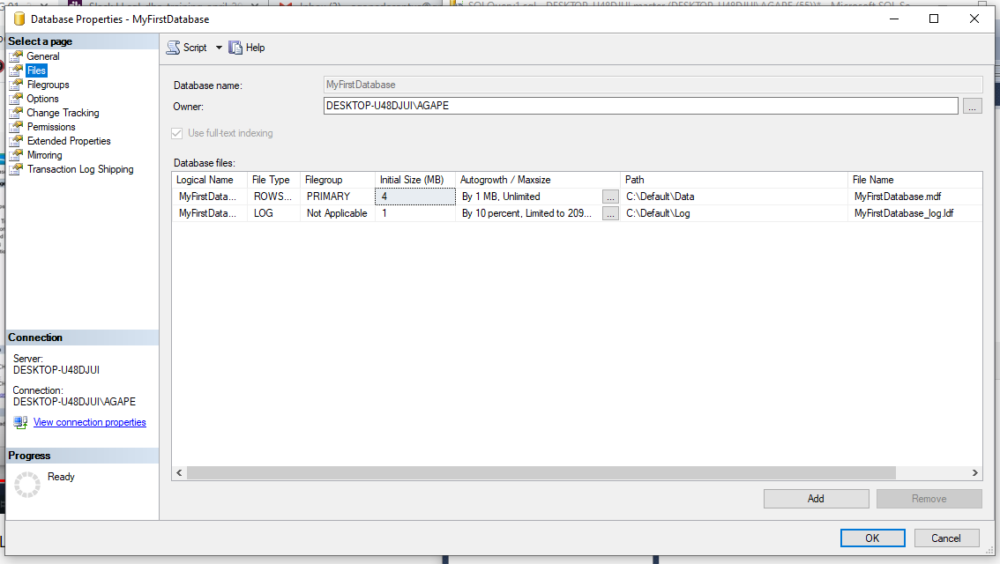 Database Properties - MyFirstDatabase
Select a page
General
Files
Filegroups
Options
Change Tracking
Permissions
Extended Properties
Mirroring
Transaction Log Shipping
Connection
Server:
DESKTOP-U48DJUI
Connection:
DESKTOP-U48DJUI\AGAPE
View connection properties
Progress
Ready
Script Help
Database name: MyFirstDatabase
Owner: DESKTOP-U48DJUI\AGAPE ...
Use full-text indexing
Database files:
Logical Name File Type Filegroup Initial Size (MB) Autogrowth / Maxsize Path File Name
MyFirstData... ROWS... PRIMARY 4 By 1 MB, Unlimited ... C:\Default\Data MyFirstDatabase.mdf
MyFirstData... LOG Not Applicable 1 By 10 percent, Limited to 209... ... C:\Default\Log MyFirstDatabase_log.ldf
Add Remove
OK Cancel